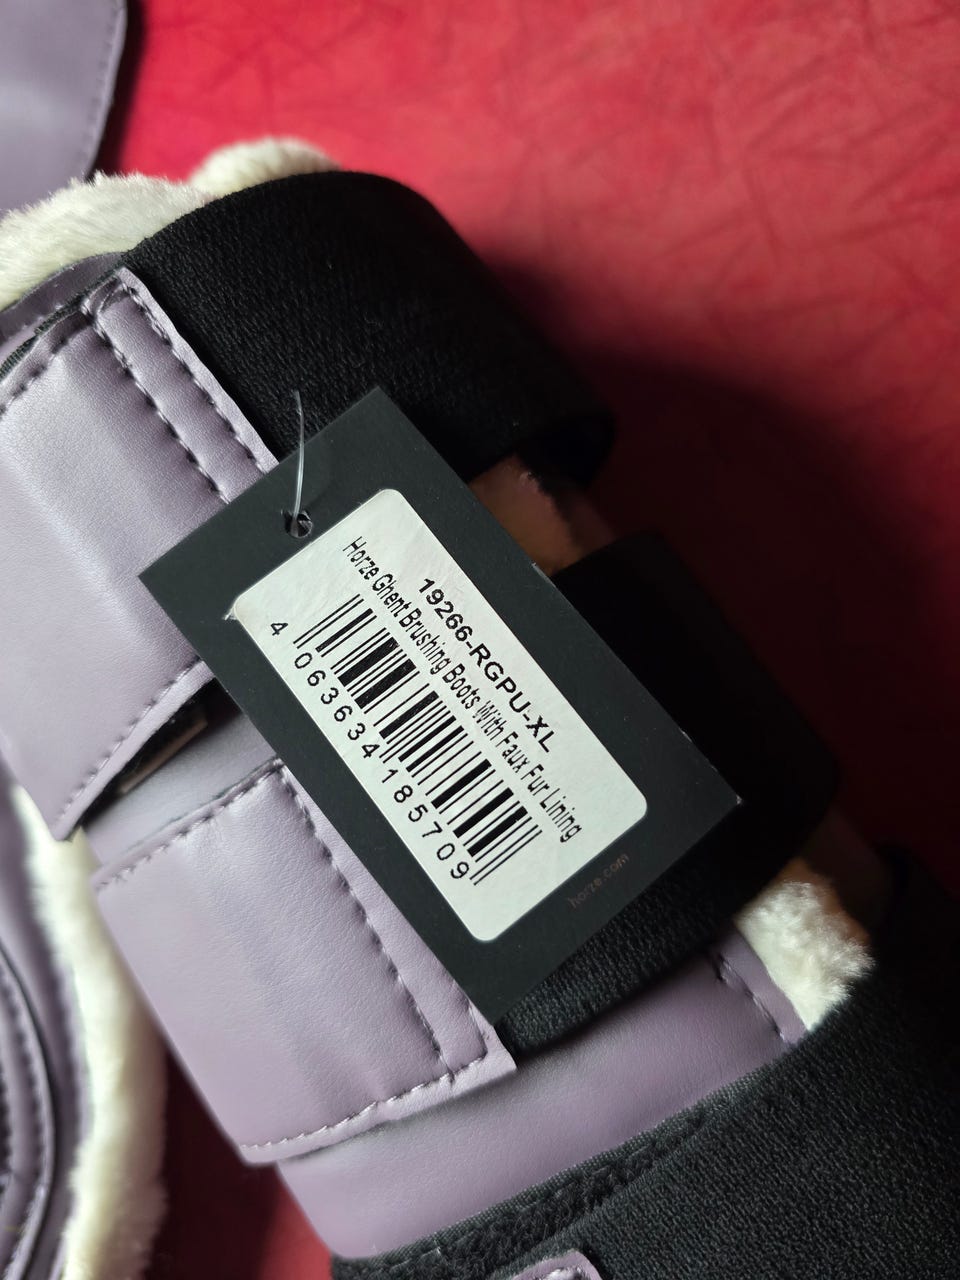 19266-RGPU-XL
Horze Ghent Brushing Boots With Faux Fur Lining
4 063634 185709
horze.com